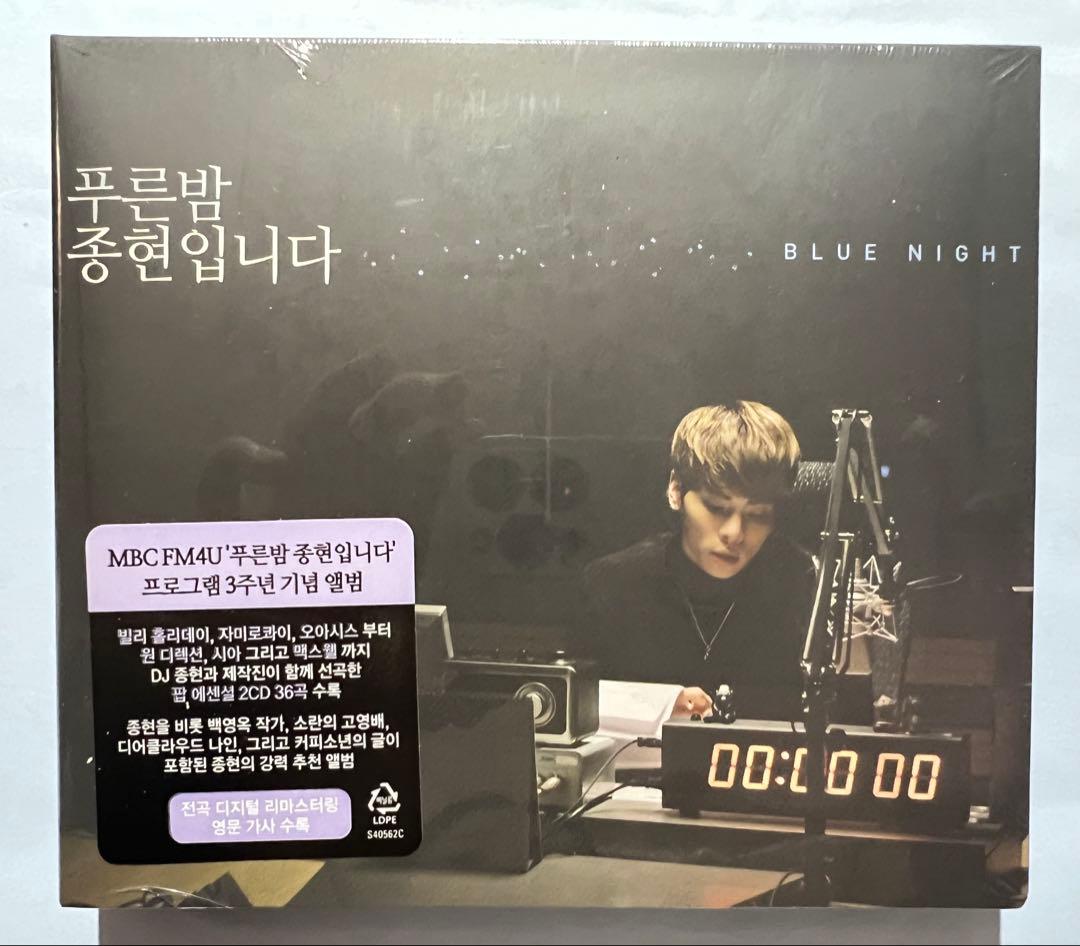 푸른밤
종현입니다
BLUE NIGHT
MBC FM4U '푸른밤 종현입니다'
프로그램 3주년 기념 앨범
빌리 홀리데이, 자미로콰이, 오아시스 부터
원 디렉션, 시아 그리고 맥스웰 까지
DJ 종현과 제작진이 함께 선곡한
팝 에센셜 2CD 36곡 수록
종현을 비롯 백영옥 작가, 소란의 고영배,
디어클라우드 나인, 그리고 커피소년의 글이
포함된 종현의 강력 추천 앨범
전곡 디지털 리마스터링
영문 가사 수록
비닐류
LDPE
S40562C
00:00 00